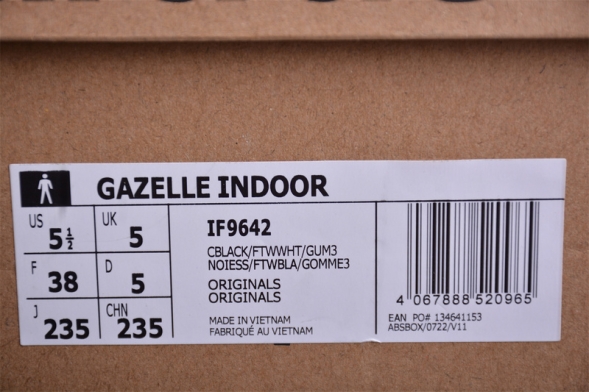 GAZELLE INDOOR
US 5½ UK 5
F 38 D 5
J 235 CHN 235
IF9642
CBLACK/FTWWHT/GUM3
NOIESS/FTWBLA/GOMME3
ORIGINALS
ORIGINALS
MADE IN VIETNAM
FABRIQUÉ AU VIETNAM
4 067888 520965
EAN PO# 134641153
ABSBOX/0722/V11